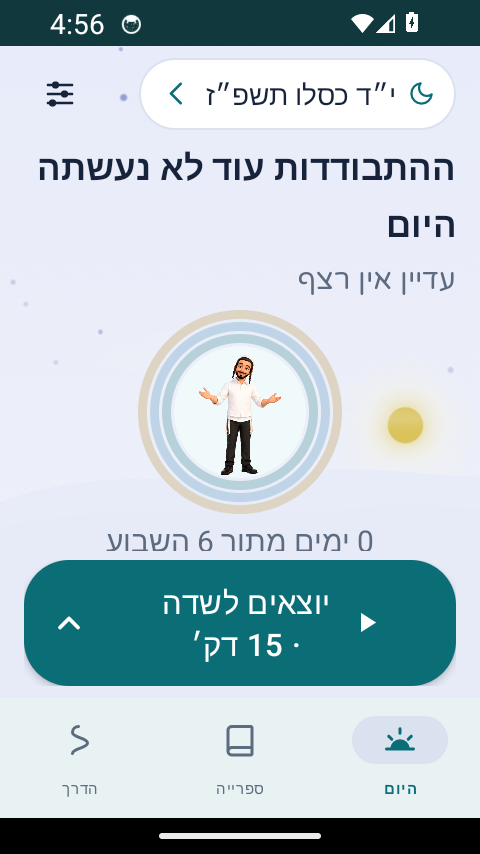 4:56
י״ד כסלו תשפ״ז
ההתבודדות עוד לא נעשתה
היום
עדיין אין רצף
0 ימים מתוך 6 השבוע
יוצאים לשדה
· 15 דק׳
היום
ספרייה
הדרך